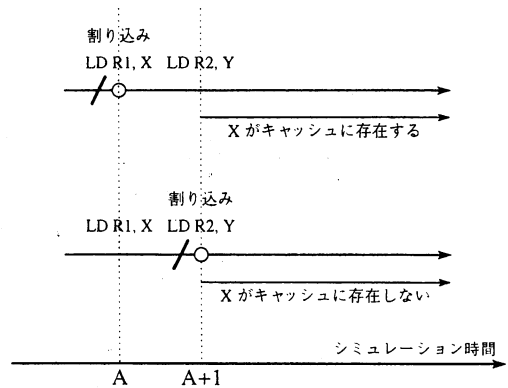 割り込み
LD R1, X LD R2, Y
X がキャッシュに存在する
割り込み
LD R1, X LD R2, Y
X がキャッシュに存在しない
シミュレーション時間
A A+1